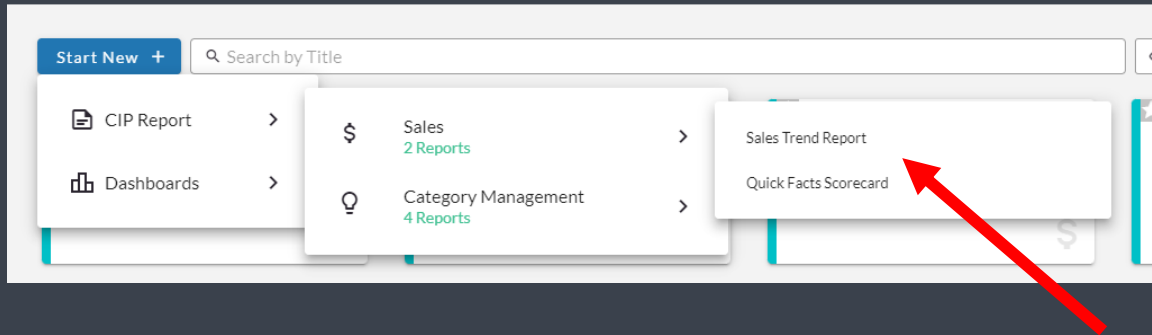 Start New +
Search by Title
CIP Report
Dashboards
$ Sales
2 Reports
Category Management
4 Reports
Sales Trend Report
Quick Facts Scorecard
$